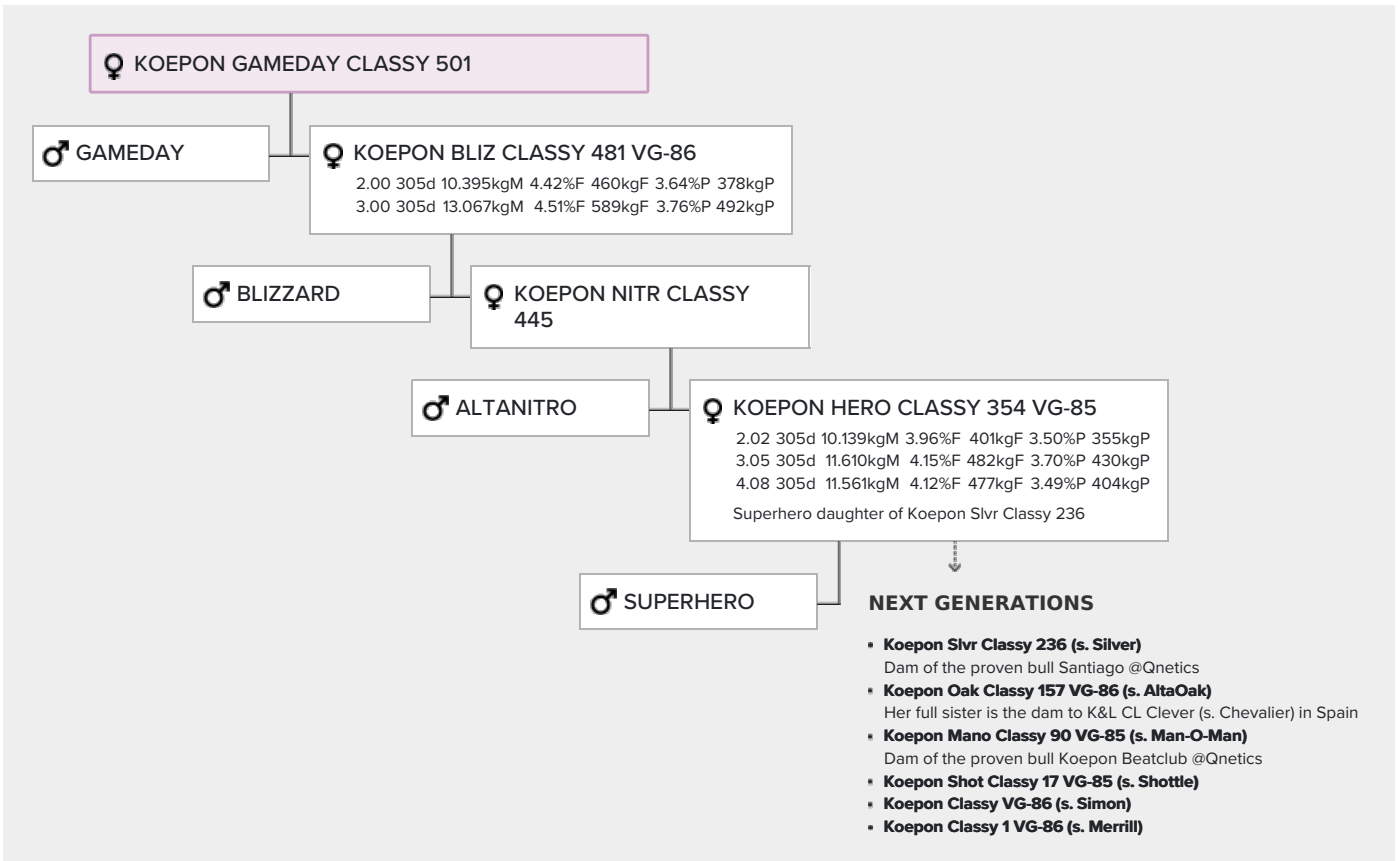 KOEPON GAMEDAY CLASSY 501
GAMEDAY
KOEPON BLIZ CLASSY 481 VG-86
2.00 305d 10.395kgM 4.42%F 460kgF 3.64%P 378kgP
3.00 305d 13.067kgM 4.51%F 589kgF 3.76%P 492kgP
BLIZZARD
KOEPON NITR CLASSY
445
ALTANITRO
KOEPON HERO CLASSY 354 VG-85
2.02 305d 10.139kgM 3.96%F 401kgF 3.50%P 355kgP
3.05 305d 11.610kgM 4.15%F 482kgF 3.70%P 430kgP
4.08 305d 11.561kgM 4.12%F 477kgF 3.49%P 404kgP
Superhero daughter of Koepon Slvr Classy 236
SUPERHERO
NEXT GENERATIONS
• Koepon Slvr Classy 236 (s. Silver)
Dam of the proven bull Santiago @Qnetics
• Koepon Oak Classy 157 VG-86 (s. AltaOak)
Her full sister is the dam to K&L CL Clever (s. Chevalier) in Spain
• Koepon Mano Classy 90 VG-85 (s. Man-O-Man)
Dam of the proven bull Koepon Beatclub @Qnetics
• Koepon Shot Classy 17 VG-85 (s. Shottle)
• Koepon Classy VG-86 (s. Simon)
• Koepon Classy 1 VG-86 (s. Merrill)